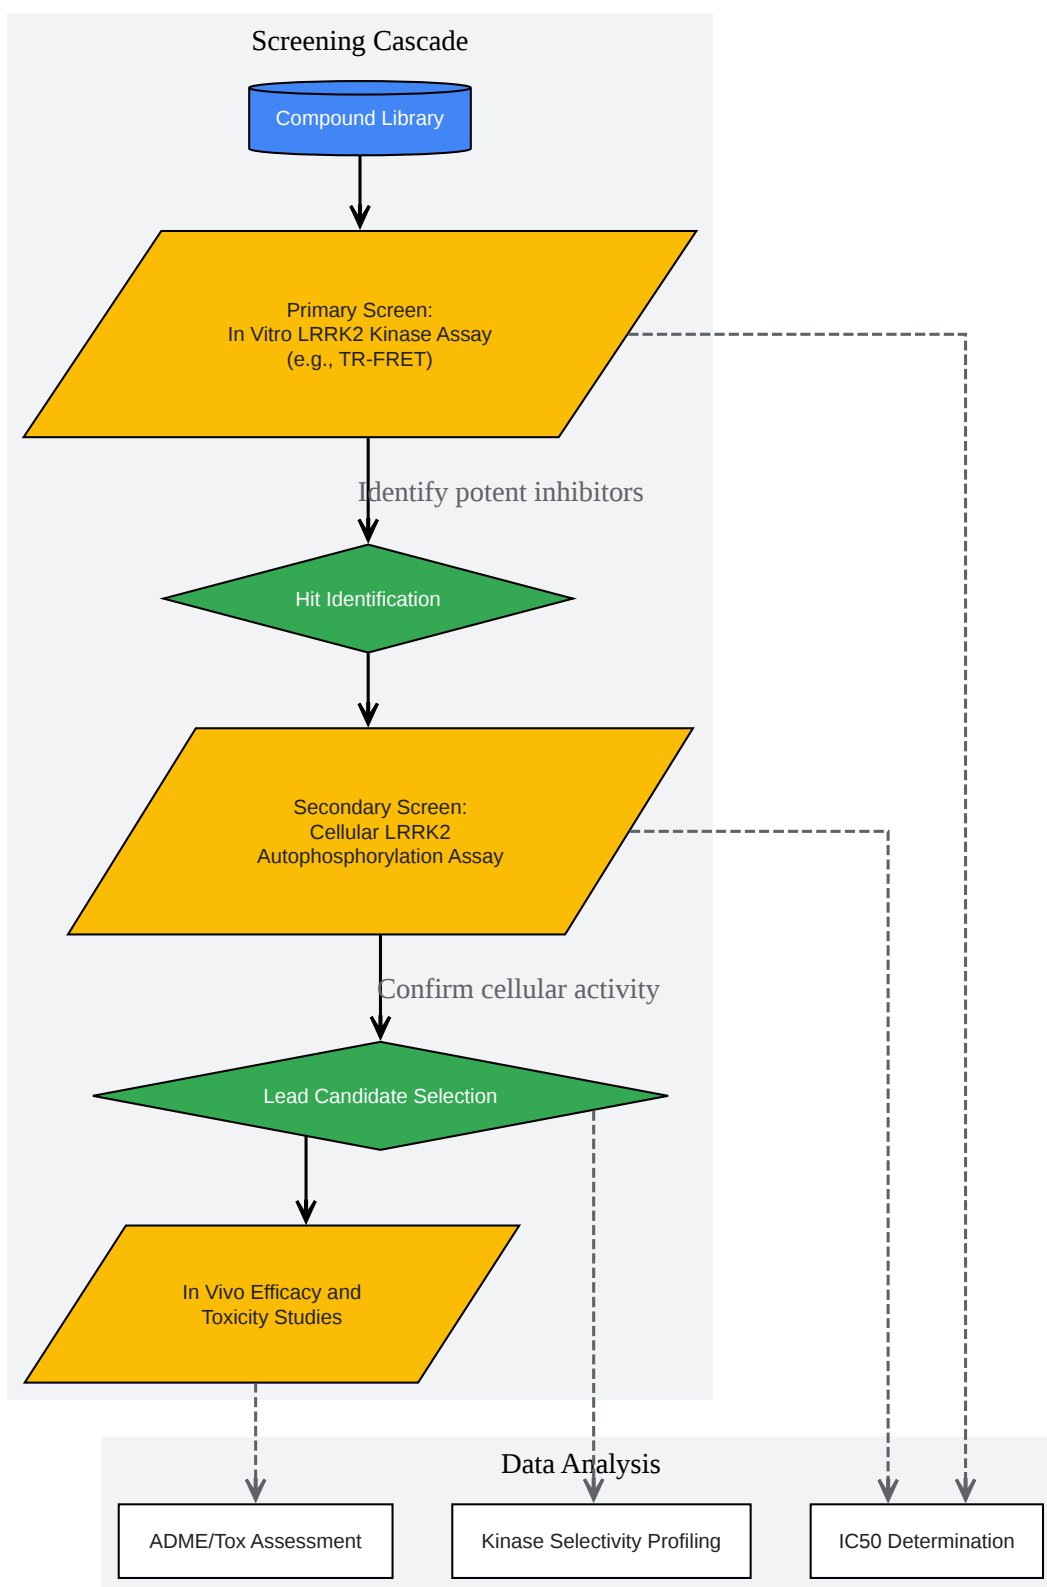 Screening Cascade
Compound Library
Primary Screen:
In Vitro LRRK2 Kinase Assay
(e.g., TR-FRET)
Identify potent inhibitors
Hit Identification
Secondary Screen:
Cellular LRRK2
Autophosphorylation Assay
Confirm cellular activity
Lead Candidate Selection
In Vivo Efficacy and
Toxicity Studies
Data Analysis
ADME/Tox Assessment
Kinase Selectivity Profiling
IC50 Determination